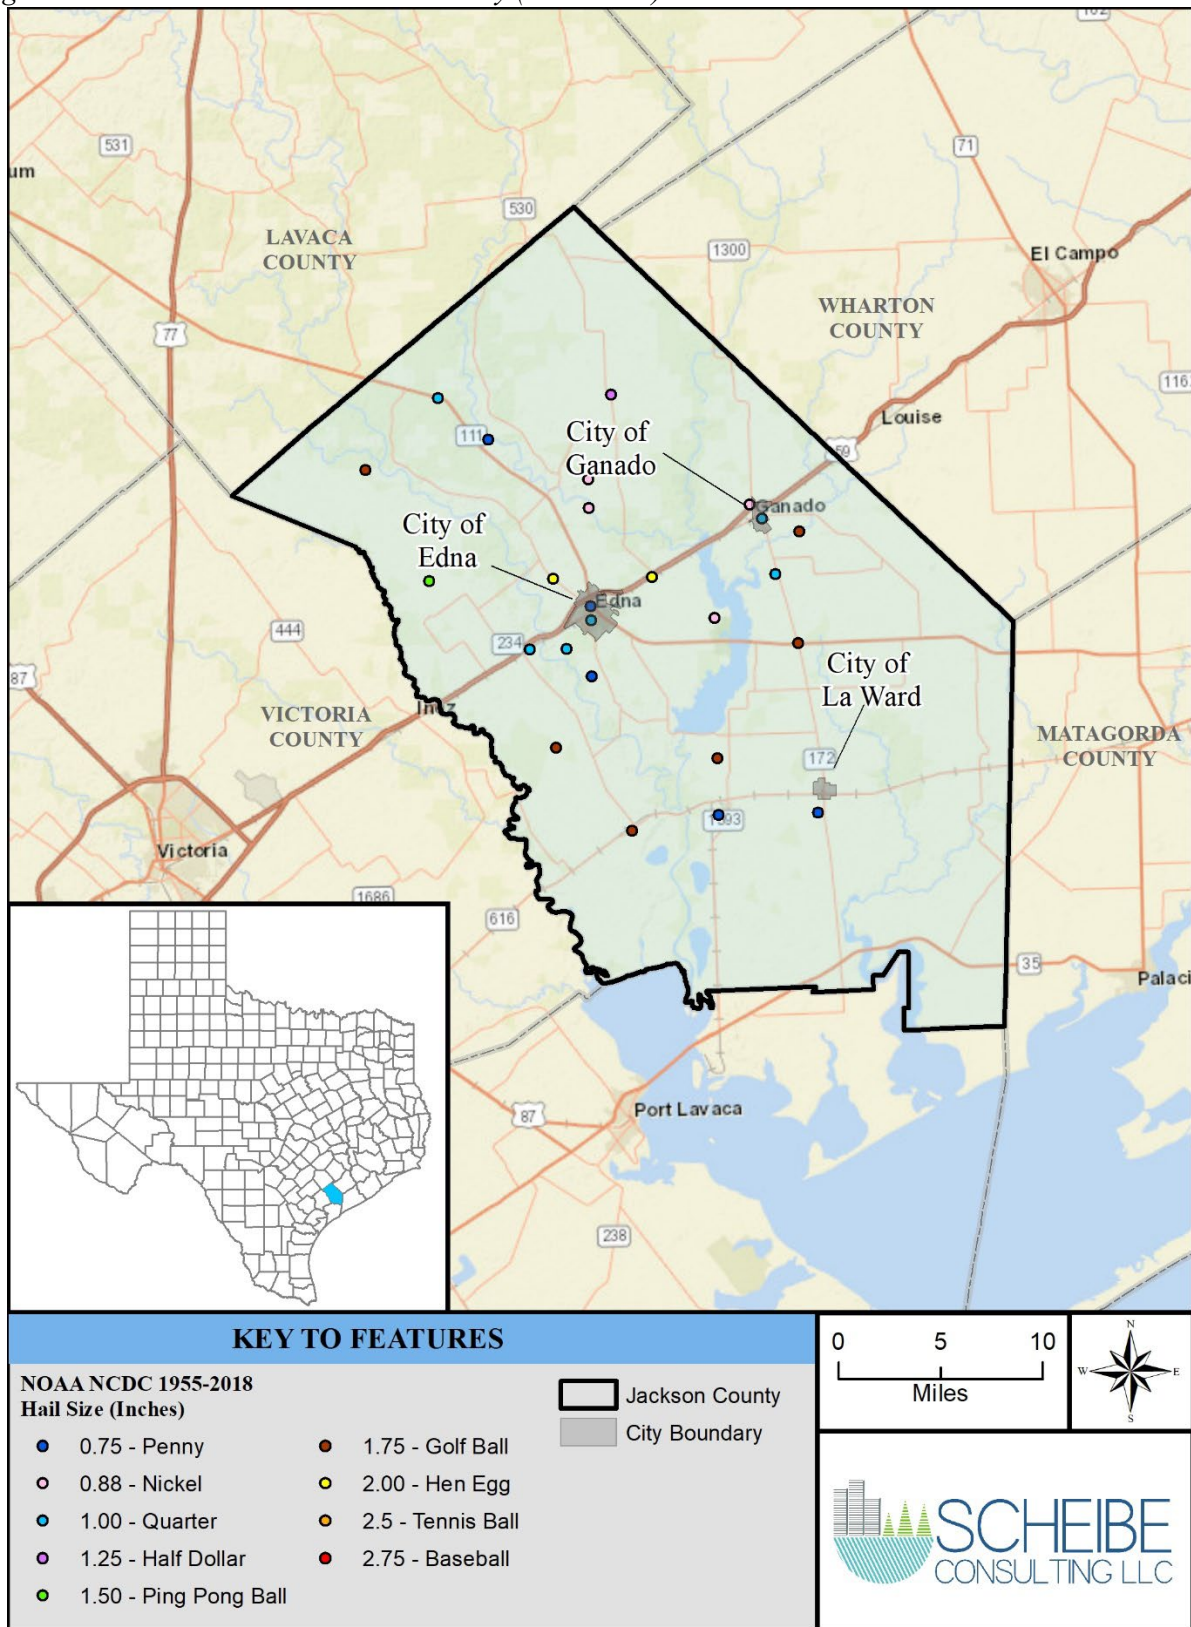 531
um
530
71
LAVACA
COUNTY
1300
El Campo
WHARTON
COUNTY
77
116
Louise
City of
Ganado
111
59
Ganado
City of
Edna
Edna
444
234
87
City of
La Ward
Inez
VICTORIA
COUNTY
MATAGORDA
COUNTY
172
1593
Victoria
1686
616
35
Palaci
87
Port Lavaca
238
KEY TO FEATURES
NOAA NCDC 1955-2018
Hail Size (Inches)
0.75 - Penny
0.88 - Nickel
1.00 - Quarter
1.25 - Half Dollar
1.50 - Ping Pong Ball
1.75 - Golf Ball
2.00 - Hen Egg
2.5 - Tennis Ball
2.75 - Baseball
Jackson County
City Boundary
0 5 10
Miles
N
W E
S
SCHEIBE
CONSULTING LLC